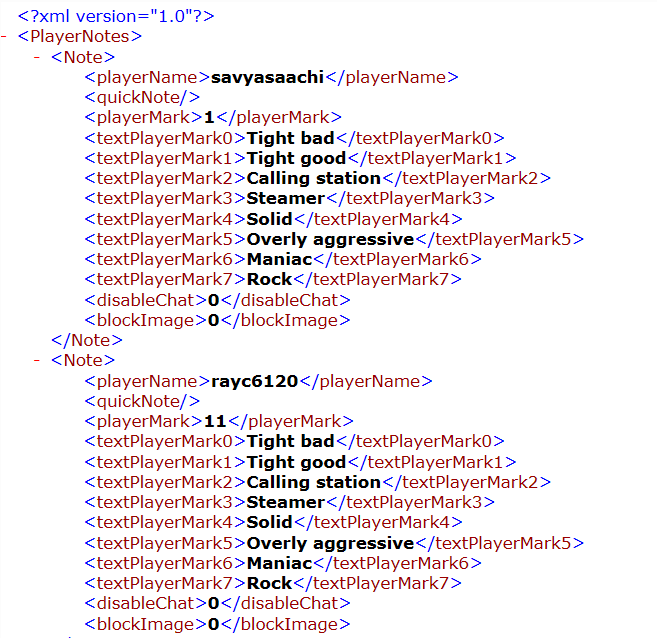 <?xml version="1.0"?>
- <PlayerNotes>
- <Note>
<playerName>savyasaachi</playerName>
<quickNote/>
<playerMark>1</playerMark>
<textPlayerMark0>Tight bad</textPlayerMark0>
<textPlayerMark1>Tight good</textPlayerMark1>
<textPlayerMark2>Calling station</textPlayerMark2>
<textPlayerMark3>Steamer</textPlayerMark3>
<textPlayerMark4>Solid</textPlayerMark4>
<textPlayerMark5>Overly aggressive</textPlayerMark5>
<textPlayerMark6>Maniac</textPlayerMark6>
<textPlayerMark7>Rock</textPlayerMark7>
<disableChat>0</disableChat>
<blockImage>0</blockImage>
</Note>
- <Note>
<playerName>rayc6120</playerName>
<quickNote/>
<playerMark>11</playerMark>
<textPlayerMark0>Tight bad</textPlayerMark0>
<textPlayerMark1>Tight good</textPlayerMark1>
<textPlayerMark2>Calling station</textPlayerMark2>
<textPlayerMark3>Steamer</textPlayerMark3>
<textPlayerMark4>Solid</textPlayerMark4>
<textPlayerMark5>Overly aggressive</textPlayerMark5>
<textPlayerMark6>Maniac</textPlayerMark6>
<textPlayerMark7>Rock</textPlayerMark7>
<disableChat>0</disableChat>
<blockImage>0</blockImage>